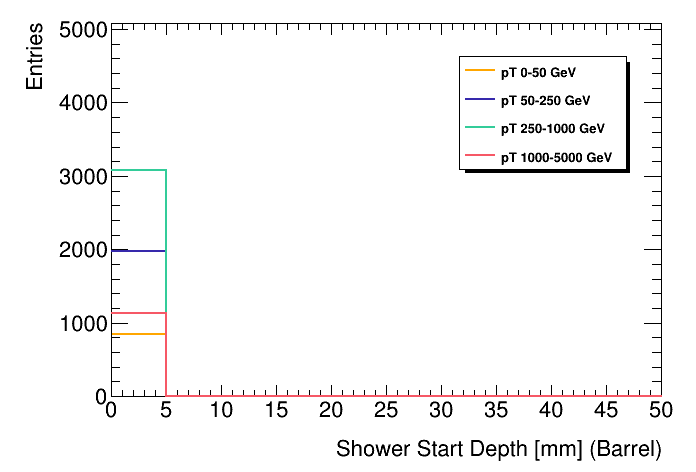 Entries
5000
4000
3000
2000
1000
0
0 5 10 15 20 25 30 35 40 45 50
Shower Start Depth [mm] (Barrel)
pT 0-50 GeV
pT 50-250 GeV
pT 250-1000 GeV
pT 1000-5000 GeV